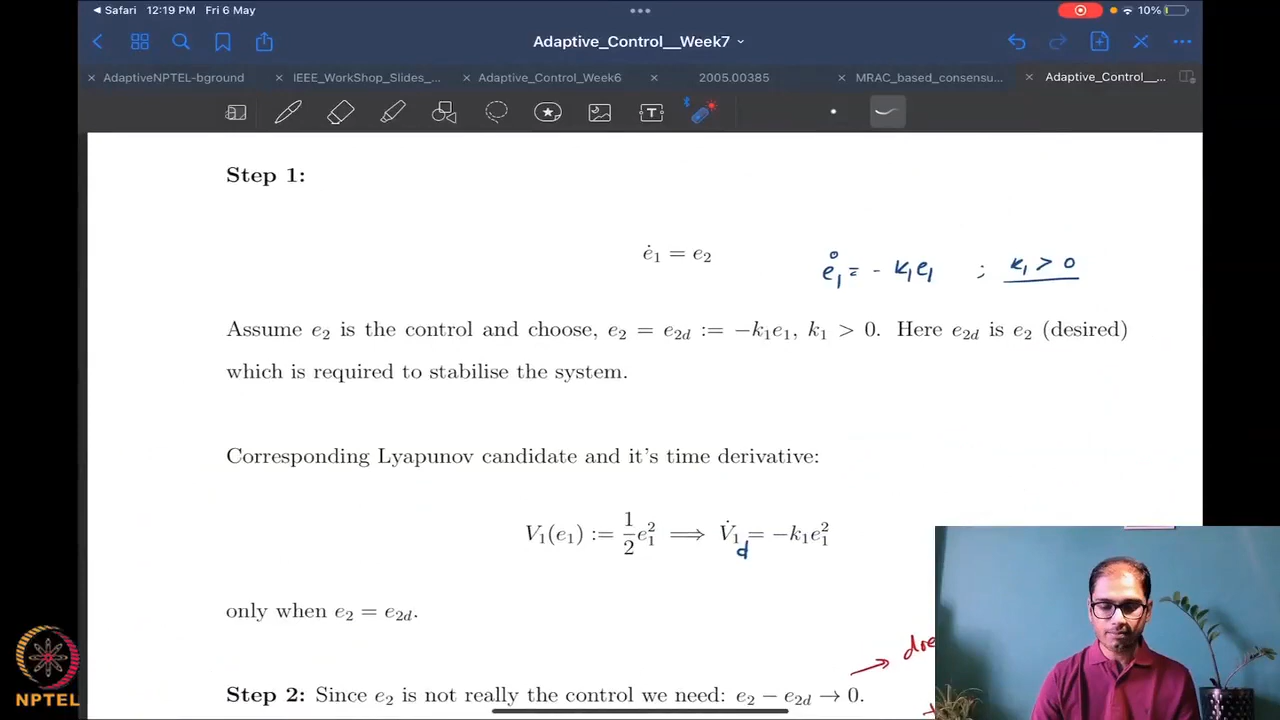 Safari 12:19 PM Fri 6 May
10%
Adaptive_Control__Week7
AdaptiveNPTEL-bground
IEEE_WorkShop_Slides_...
Adaptive_Control_Week6
2005.00385
MRAC_based_consensu...
Adaptive_Control__...
Step 1:
ė₁ = e₂
ė₁ = - k₁e₁ ; k₁ > 0
Assume e₂ is the control and choose, e₂ = e₂d := −k₁e₁, k₁ > 0. Here e₂d is e₂ (desired)
which is required to stabilise the system.
Corresponding Lyapunov candidate and it's time derivative:
V₁(e₁) := 1/2 e₁² ⟹ V̇₁d = −k₁e₁²
only when e₂ = e₂d.
Step 2: Since e₂ is not really the control we need: e₂ − e₂d → 0.
NPTEL